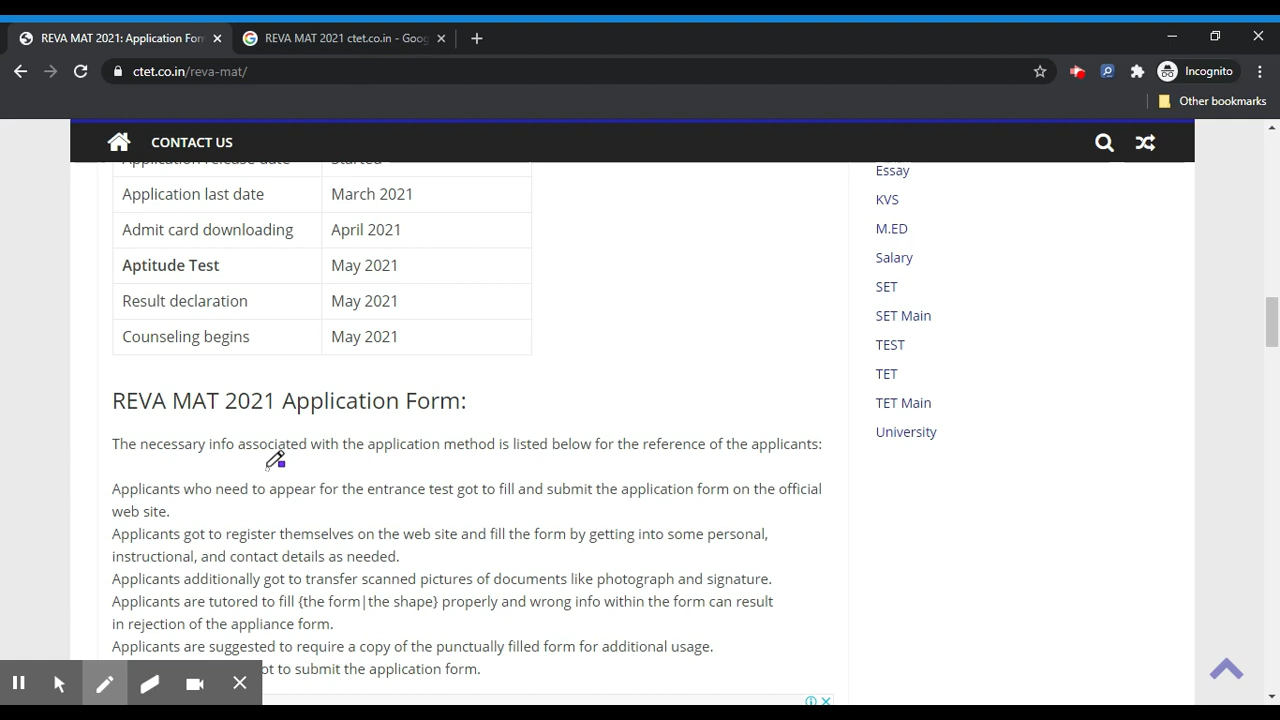 REVA MAT 2021: Application For
REVA MAT 2021 ctet.co.in - Goog
ctet.co.in/reva-mat/
Incognito
Other bookmarks
CONTACT US
Application release date Started
Application last date March 2021
Admit card downloading April 2021
Aptitude Test May 2021
Result declaration May 2021
Counseling begins May 2021
REVA MAT 2021 Application Form:
The necessary info associated with the application method is listed below for the reference of the applicants:
Applicants who need to appear for the entrance test got to fill and submit the application form on the official
web site.
Applicants got to register themselves on the web site and fill the form by getting into some personal,
instructional, and contact details as needed.
Applicants additionally got to transfer scanned pictures of documents like photograph and signature.
Applicants are tutored to fill {the form|the shape} properly and wrong info within the form can result
in rejection of the appliance form.
Applicants are suggested to require a copy of the punctually filled form for additional usage.
ot to submit the application form.
Essay
KVS
M.ED
Salary
SET
SET Main
TEST
TET
TET Main
University